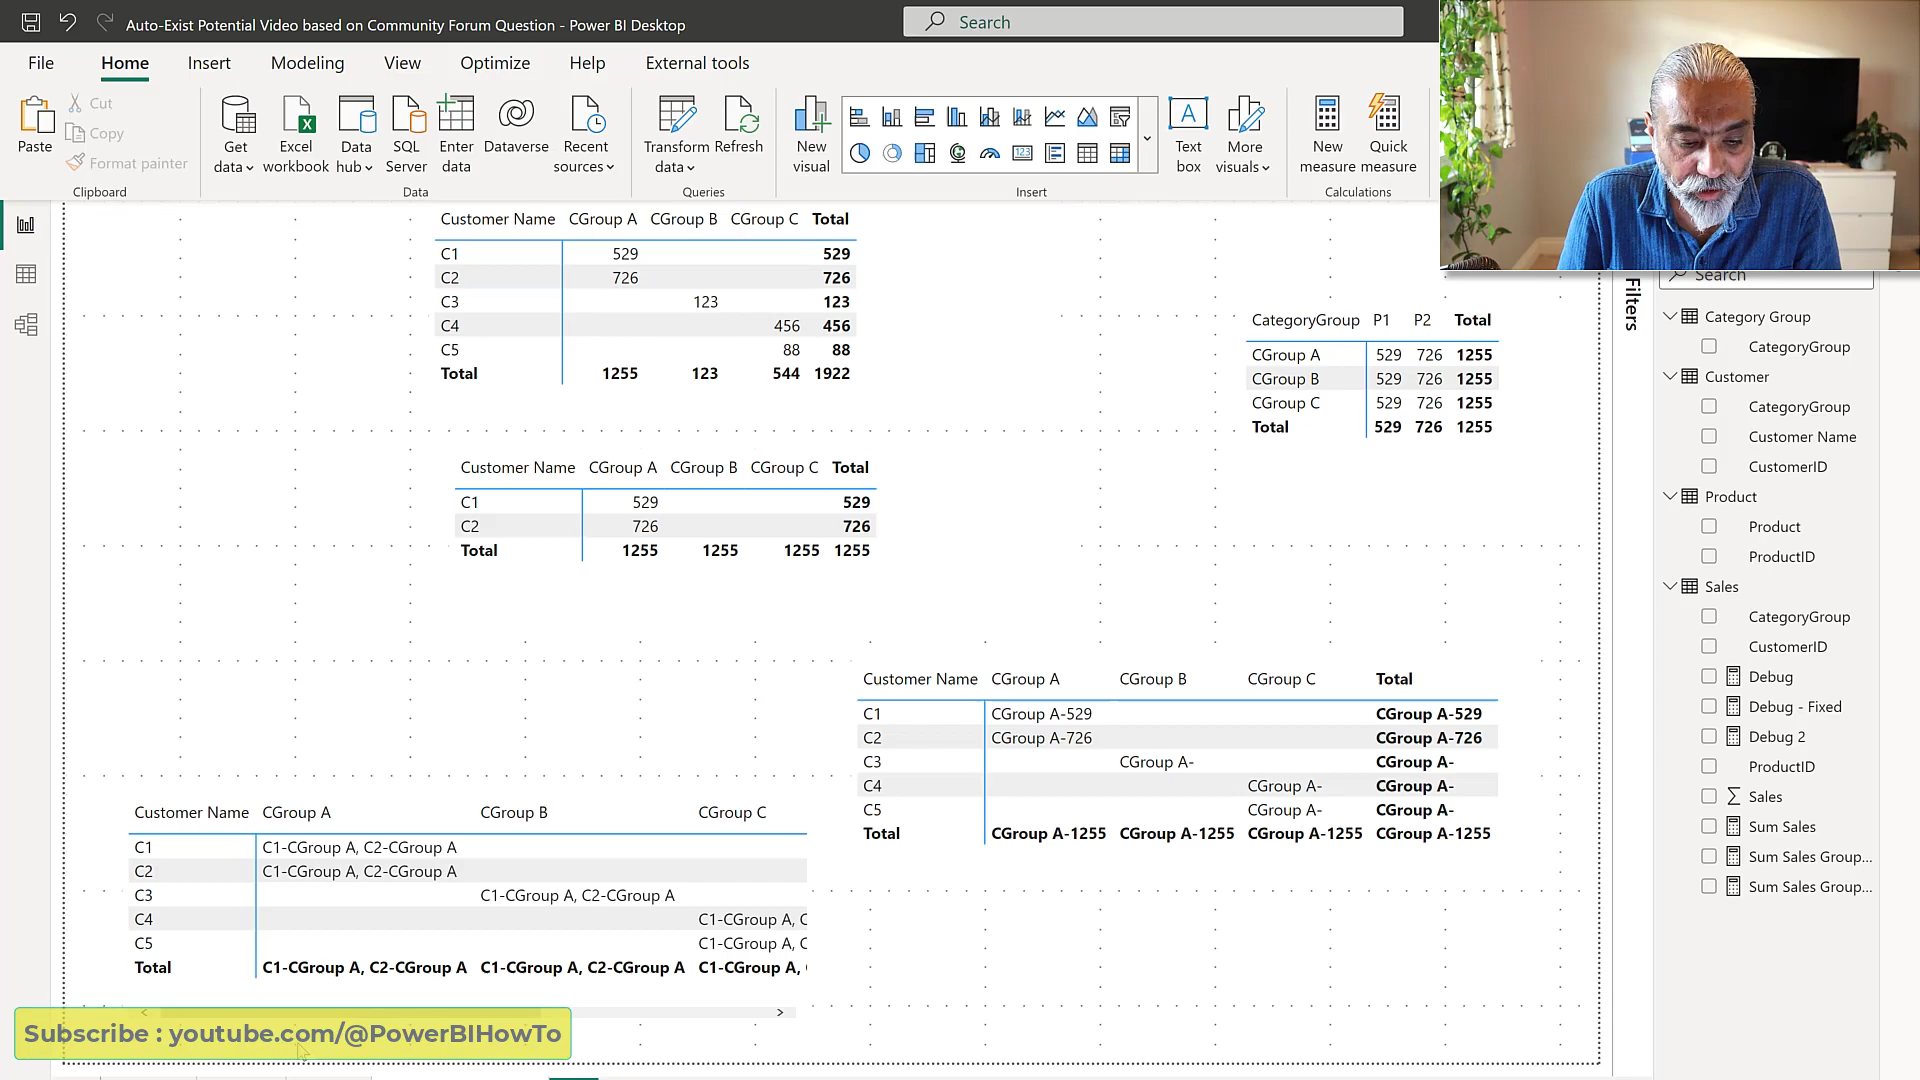 Auto-Exist Potential Video based on Community Forum Question - Power BI Desktop
Search
File Home Insert Modeling View Optimize Help External tools
Paste
Cut
Copy
Format painter
Clipboard
Get data
Excel workbook
Data hub
SQL Server
Enter data
Dataverse
Recent sources
Data
Transform data
Refresh
Queries
New visual
Text box
More visuals
Insert
New measure
Quick measure
Calculations
Customer Name CGroup A CGroup B CGroup C Total
C1 529 529
C2 726 726
C3 123 123
C4 456 456
C5 88 88
Total 1255 123 544 1922
CategoryGroup P1 P2 Total
CGroup A 529 726 1255
CGroup B 529 726 1255
CGroup C 529 726 1255
Total 529 726 1255
Customer Name CGroup A CGroup B CGroup C Total
C1 529 529
C2 726 726
Total 1255 1255 1255 1255
Customer Name CGroup A CGroup B CGroup C Total
C1 CGroup A-529 CGroup A-529
C2 CGroup A-726 CGroup A-726
C3 CGroup A- CGroup A-
C4 CGroup A- CGroup A-
C5 CGroup A- CGroup A-
Total CGroup A-1255 CGroup A-1255 CGroup A-1255 CGroup A-1255
Customer Name CGroup A CGroup B CGroup C
C1 C1-CGroup A, C2-CGroup A
C2 C1-CGroup A, C2-CGroup A
C3 C1-CGroup A, C2-CGroup A
C4 C1-CGroup A, C
C5 C1-CGroup A, C
Total C1-CGroup A, C2-CGroup A C1-CGroup A, C2-CGroup A C1-CGroup A,
Subscribe : youtube.com/@PowerBIHowTo
Filters
Search
Category Group
CategoryGroup
Customer
CategoryGroup
Customer Name
CustomerID
Product
Product
ProductID
Sales
CategoryGroup
CustomerID
Debug
Debug - Fixed
Debug 2
ProductID
Sales
Sum Sales
Sum Sales Group...
Sum Sales Group...